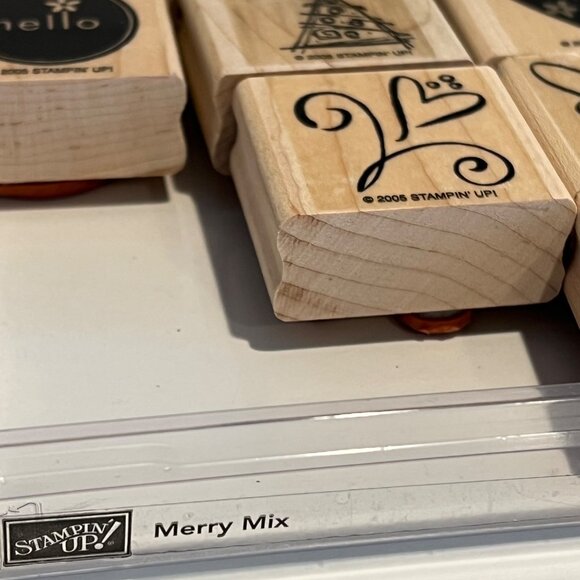 hello
© 2005 STAMPIN' UP!
© 2005 STAMPIN' UP!
© 2005 STAMPIN' UP!
STAMPIN' UP!®
Merry Mix